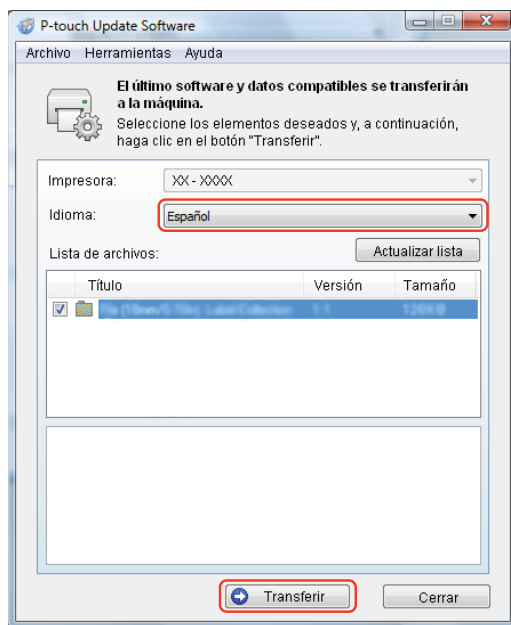 P-touch Update Software
Archivo Herramientas Ayuda
El último software y datos compatibles se transferirán
a la máquina.
Seleccione los elementos deseados y, a continuación,
haga clic en el botón "Transferir".
Impresora: XX - XXXX
Idioma: Español
Lista de archivos: Actualizar lista
Título Versión Tamaño
Transferir Cerrar